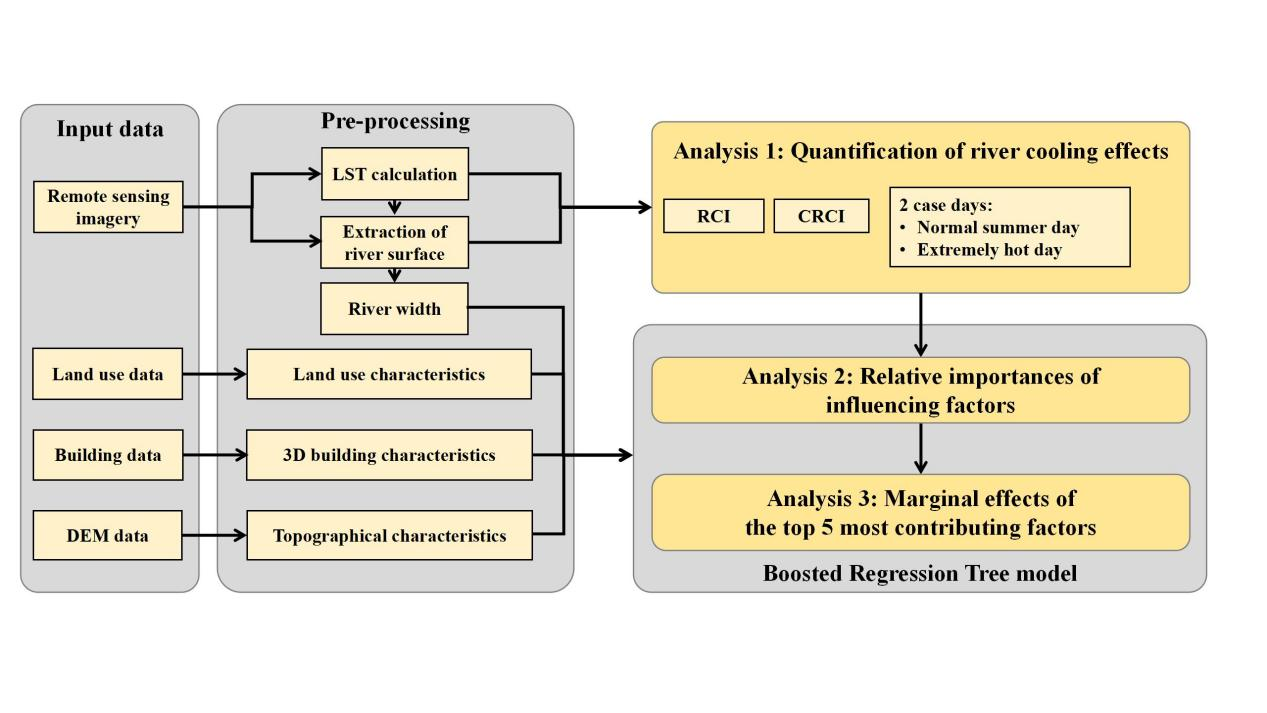 Input data
Remote sensing
imagery
Land use data
Building data
DEM data
Pre-processing
LST calculation
Extraction of
river surface
River width
Land use characteristics
3D building characteristics
Topographical characteristics
Analysis 1: Quantification of river cooling effects
RCI
CRCI
2 case days:
• Normal summer day
• Extremely hot day
Analysis 2: Relative importances of
influencing factors
Analysis 3: Marginal effects of
the top 5 most contributing factors
Boosted Regression Tree model